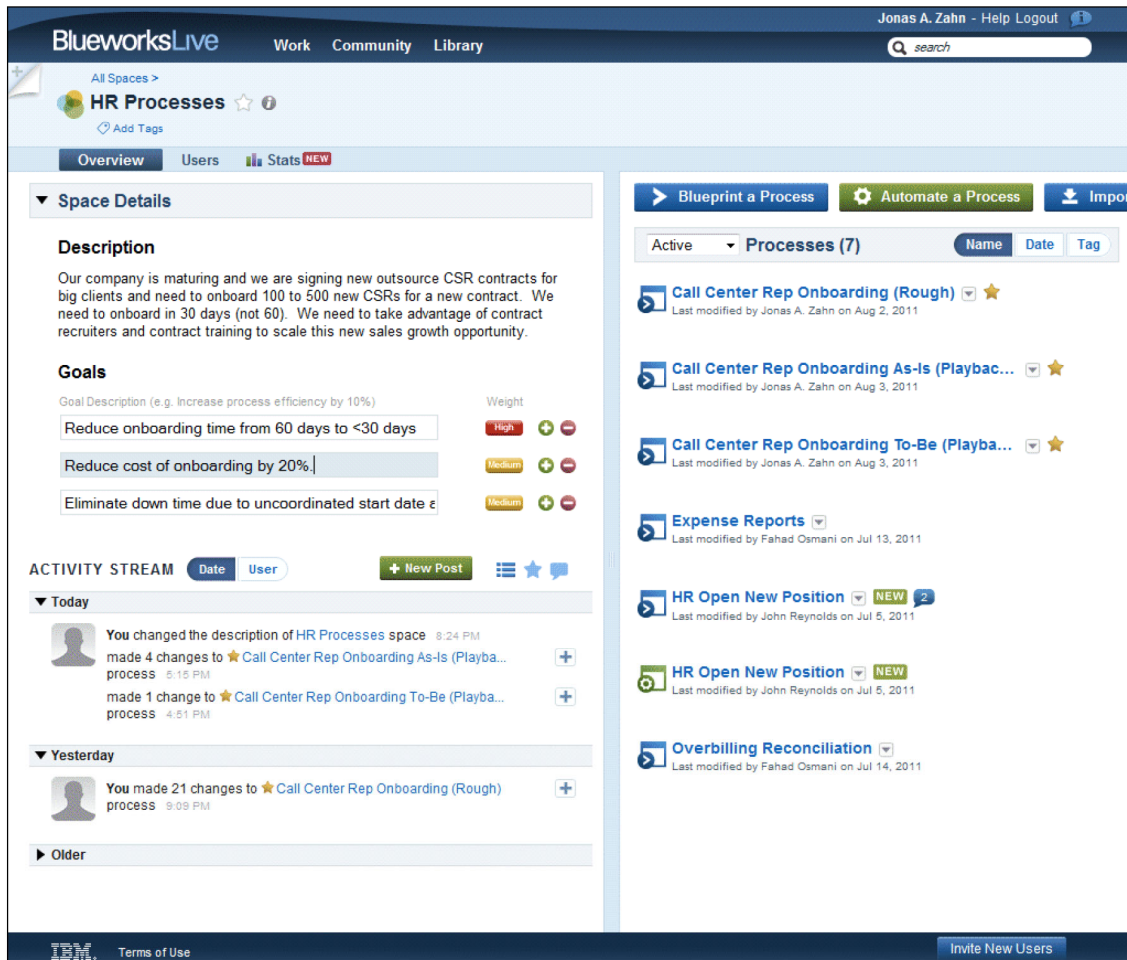 Jonas A. Zahn - Help Logout
BlueworksLive
Work Community Library
search
All Spaces >
HR Processes
Add Tags
Overview Users Stats NEW
Space Details
Description
Our company is maturing and we are signing new outsource CSR contracts for
big clients and need to onboard 100 to 500 new CSRs for a new contract. We
need to onboard in 30 days (not 60). We need to take advantage of contract
recruiters and contract training to scale this new sales growth opportunity.
Goals
Goal Description (e.g. Increase process efficiency by 10%) Weight
Reduce onboarding time from 60 days to <30 days High
Reduce cost of onboarding by 20%. Medium
Eliminate down time due to uncoordinated start date a Medium
ACTIVITY STREAM Date User + New Post
Today
You changed the description of HR Processes space 8:24 PM
made 4 changes to Call Center Rep Onboarding As-Is (Playba...
process 5:15 PM
made 1 change to Call Center Rep Onboarding To-Be (Playba...
process 4:51 PM
Yesterday
You made 21 changes to Call Center Rep Onboarding (Rough)
process 9:09 PM
Older
Blueprint a Process Automate a Process Impor
Active Processes (7) Name Date Tag
Call Center Rep Onboarding (Rough)
Last modified by Jonas A. Zahn on Aug 2, 2011
Call Center Rep Onboarding As-Is (Playbac...
Last modified by Jonas A. Zahn on Aug 3, 2011
Call Center Rep Onboarding To-Be (Playba...
Last modified by Jonas A. Zahn on Aug 3, 2011
Expense Reports
Last modified by Fahad Osmani on Jul 13, 2011
HR Open New Position NEW 2
Last modified by John Reynolds on Jul 5, 2011
HR Open New Position NEW
Last modified by John Reynolds on Jul 5, 2011
Overbilling Reconciliation
Last modified by Fahad Osmani on Jul 14, 2011
IBM. Terms of Use
Invite New Users